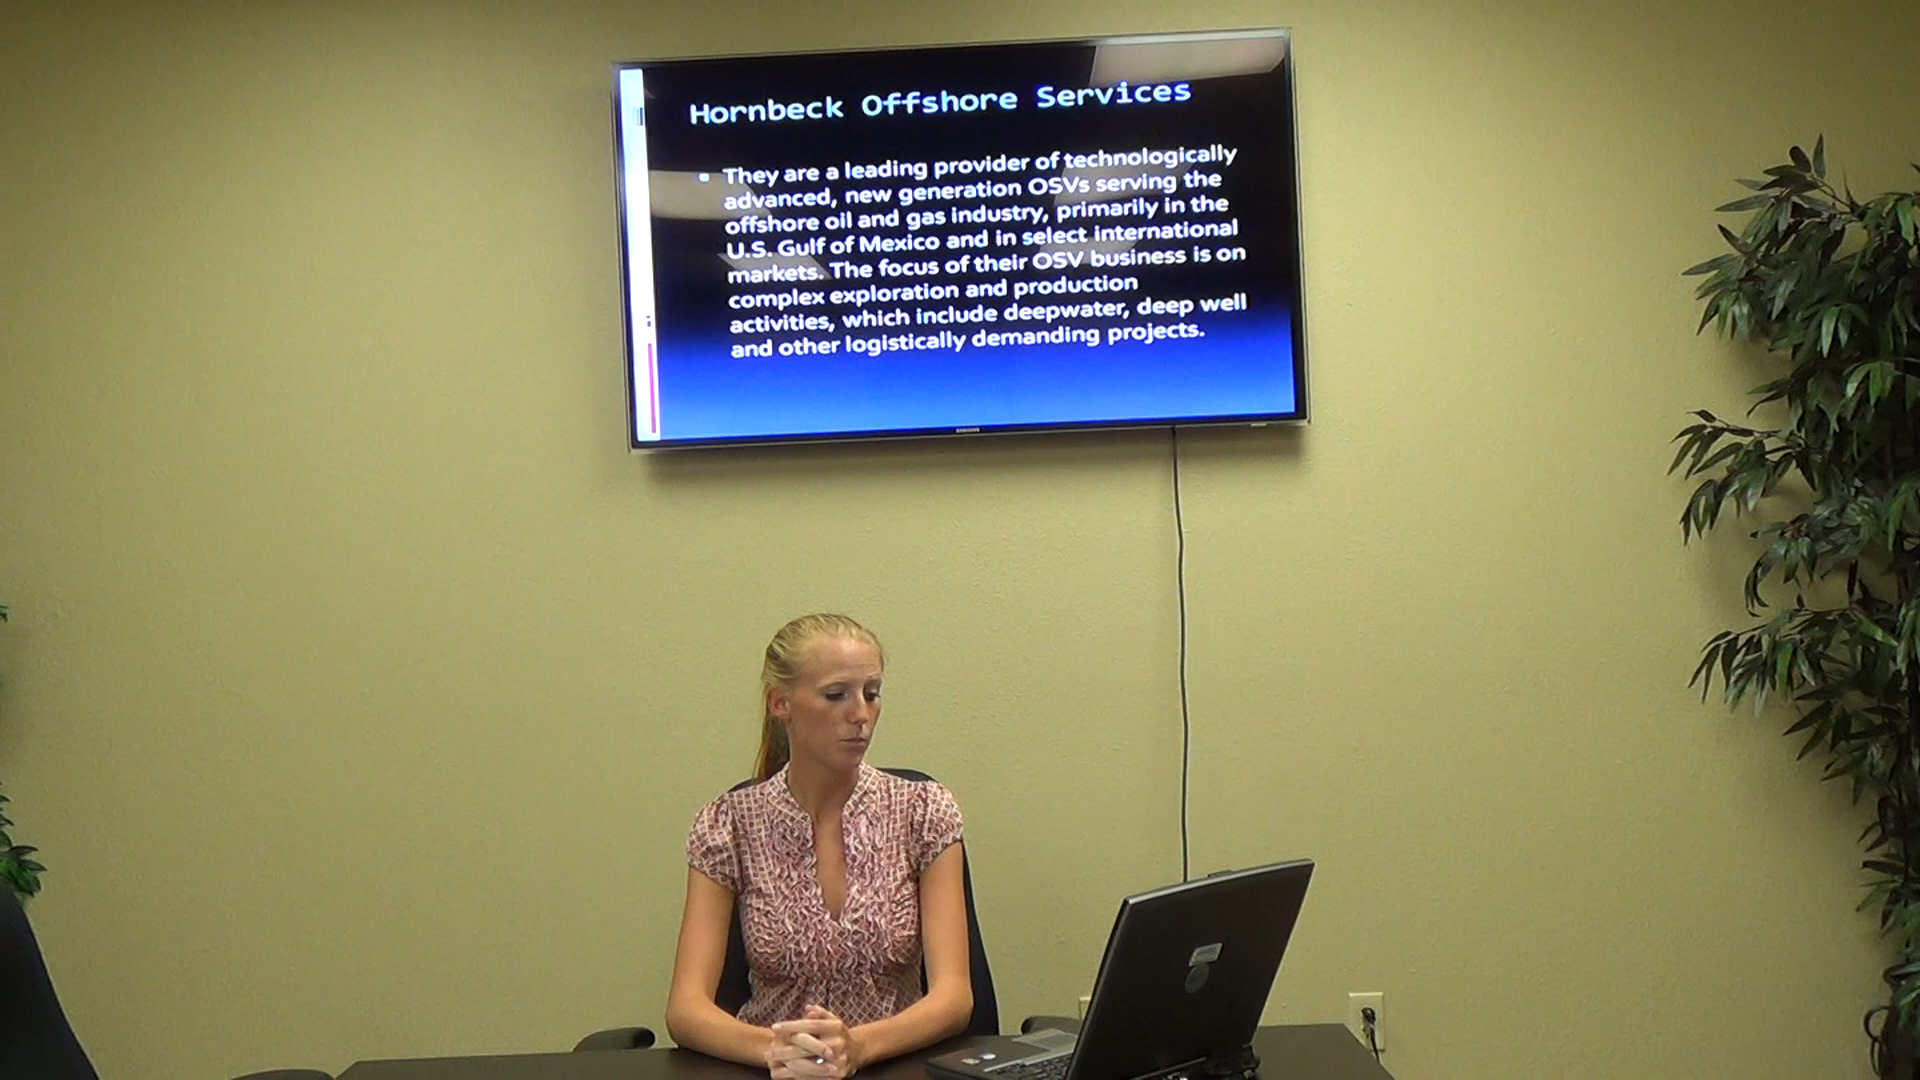 Hornbeck Offshore Services
They are a leading provider of technologically
advanced, new generation OSVs serving the
offshore oil and gas industry, primarily in the
U.S. Gulf of Mexico and in select international
markets. The focus of their OSV business is on
complex exploration and production
activities, which include deepwater, deep well
and other logistically demanding projects.
SAMSUNG